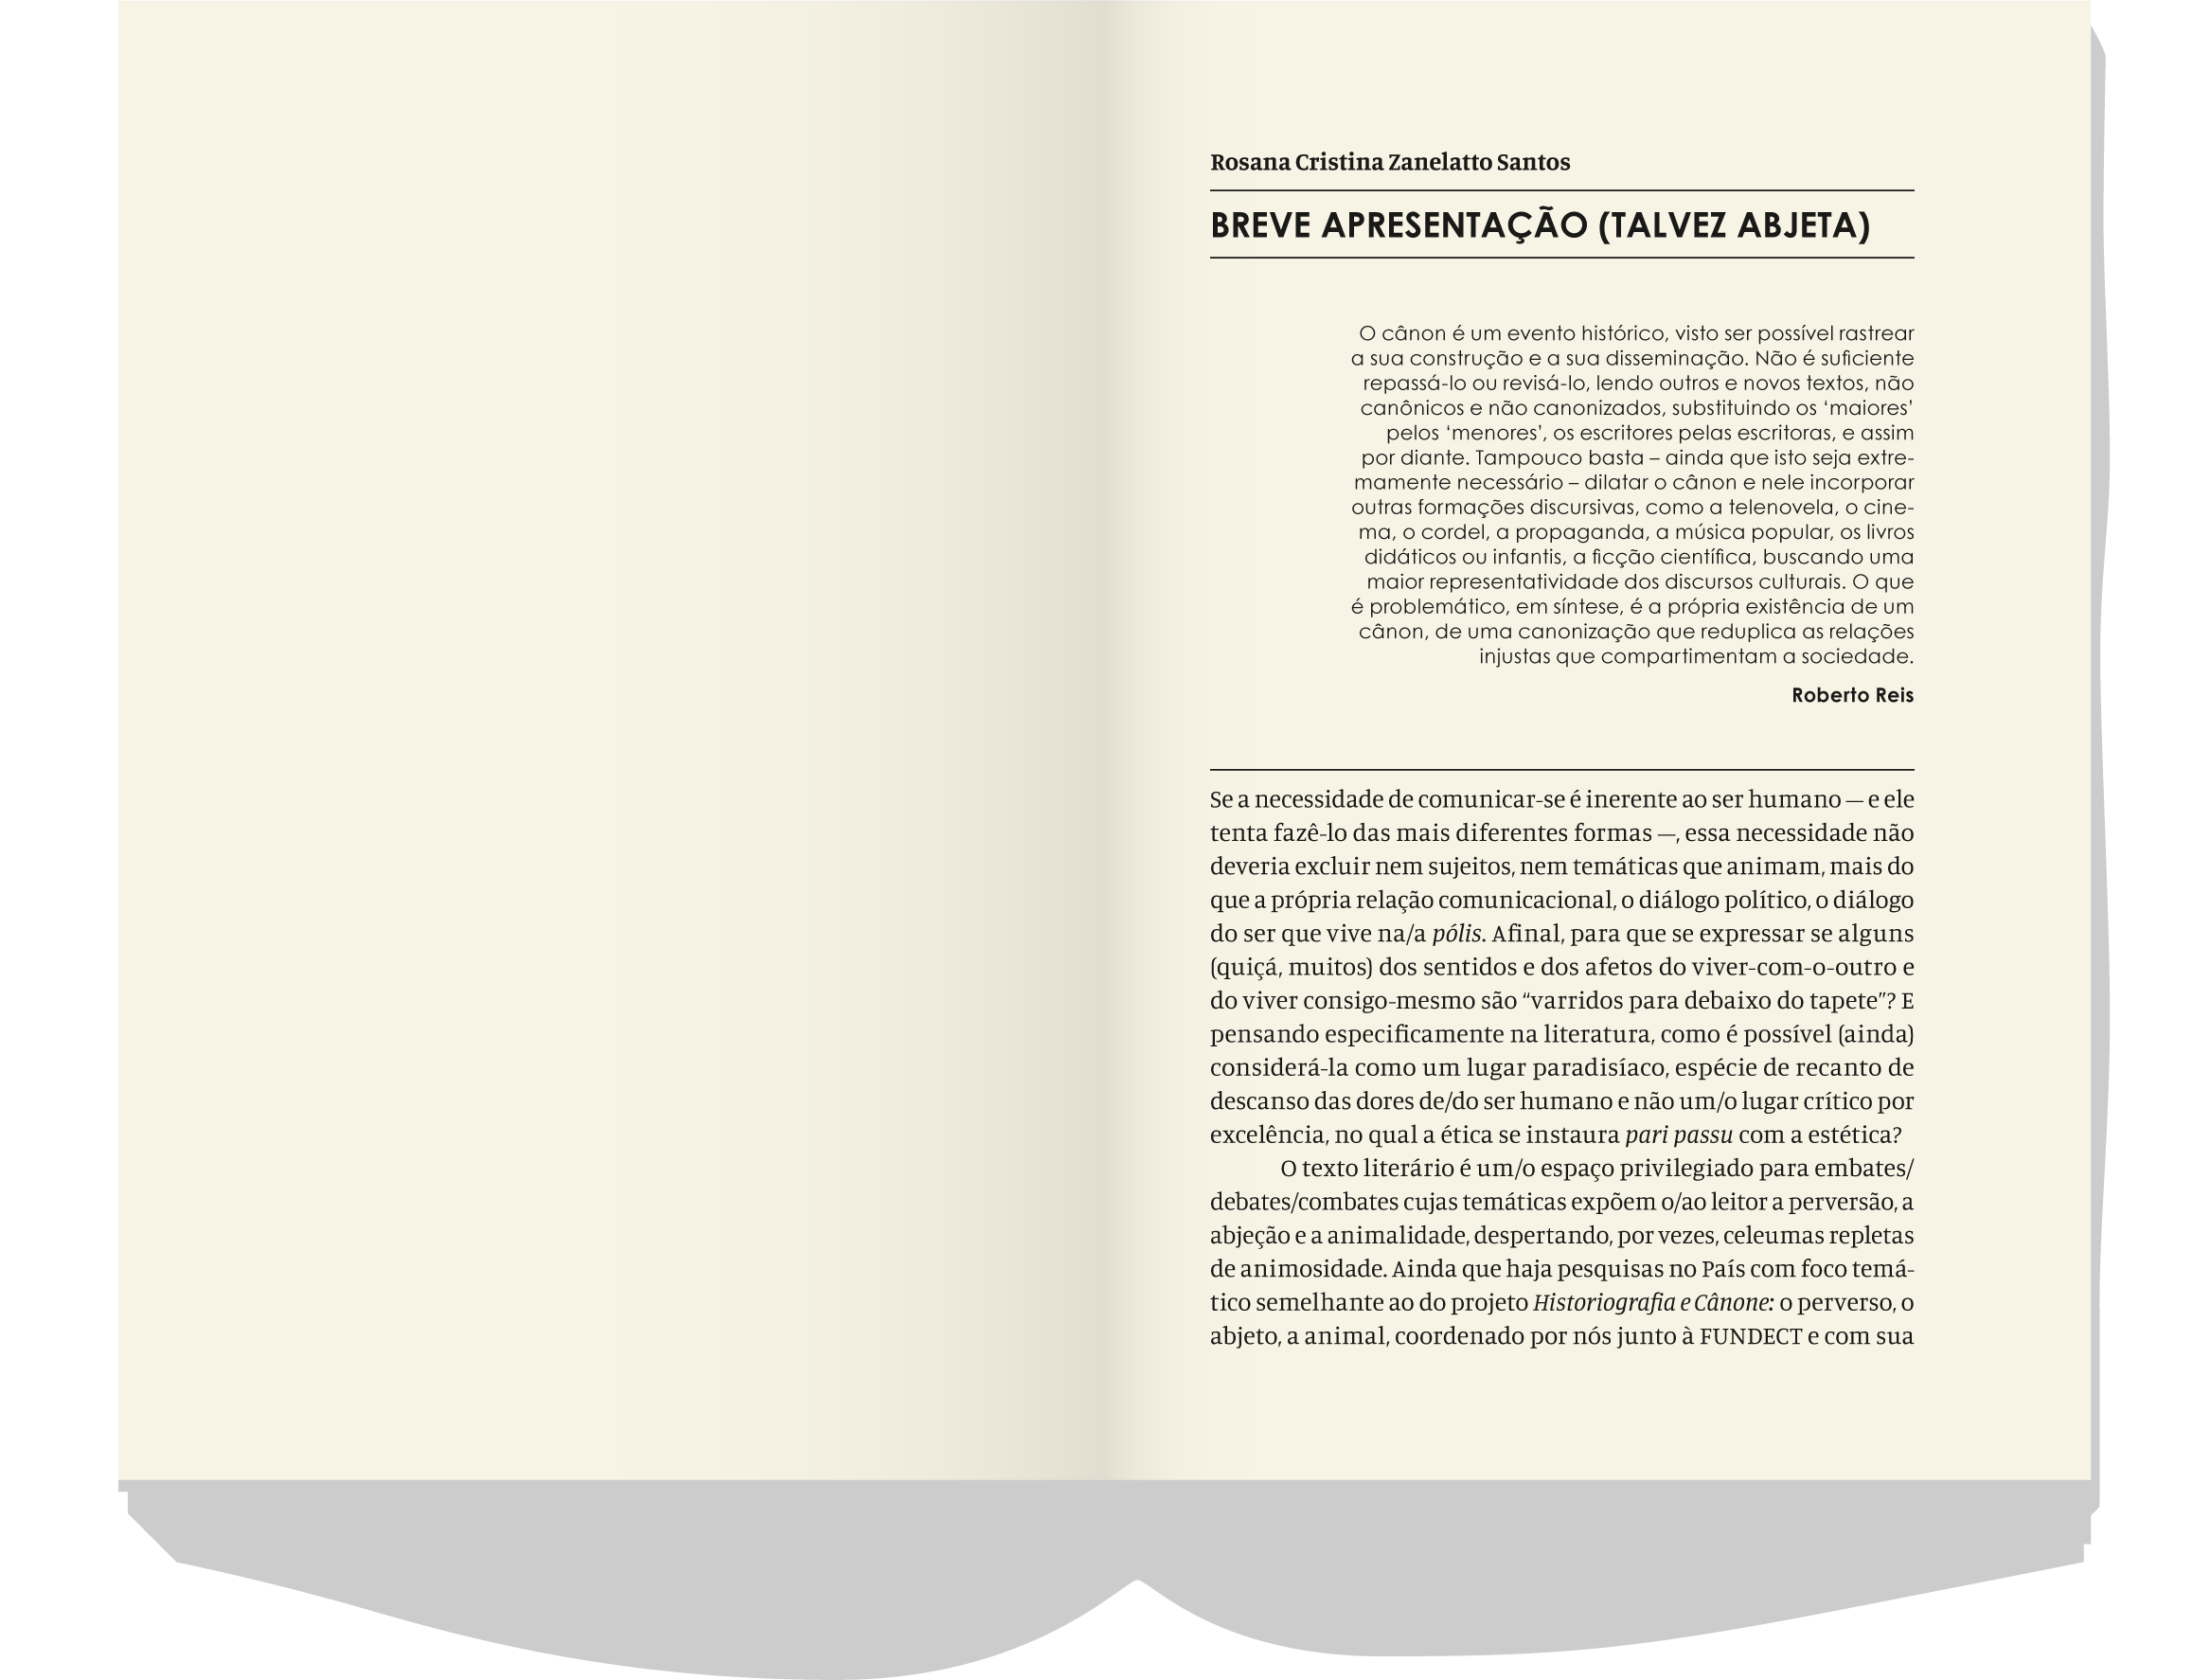 Rosana Cristina Zanelatto Santos
BREVE APRESENTAÇÃO (TALVEZ ABJETA)
O cânon é um evento histórico, visto ser possível rastrear
a sua construção e a sua disseminação. Não é suficiente
repassá-lo ou revisá-lo, lendo outros e novos textos, não
canônicos e não canonizados, substituindo os ‘maiores’
pelos ‘menores’, os escritores pelas escritoras, e assim
por diante. Tampouco basta – ainda que isto seja extre-
mamente necessário – dilatar o cânon e nele incorporar
outras formações discursivas, como a telenovela, o cine-
ma, o cordel, a propaganda, a música popular, os livros
didáticos ou infantis, a ficção científica, buscando uma
maior representatividade dos discursos culturais. O que
é problemático, em síntese, é a própria existência de um
cânon, de uma canonização que reduplica as relações
injustas que compartimentam a sociedade.
Roberto Reis
Se a necessidade de comunicar-se é inerente ao ser humano — e ele
tenta fazê-lo das mais diferentes formas —, essa necessidade não
deveria excluir nem sujeitos, nem temáticas que animam, mais do
que a própria relação comunicacional, o diálogo político, o diálogo
do ser que vive na/a pólis. Afinal, para que se expressar se alguns
(quiçá, muitos) dos sentidos e dos afetos do viver-com-o-outro e
do viver consigo-mesmo são “varridos para debaixo do tapete”? E
pensando especificamente na literatura, como é possível (ainda)
considerá-la como um lugar paradisíaco, espécie de recanto de
descanso das dores de/do ser humano e não um/o lugar crítico por
excelência, no qual a ética se instaura pari passu com a estética?
O texto literário é um/o espaço privilegiado para embates/
debates/combates cujas temáticas expõem o/ao leitor a perversão, a
abjeção e a animalidade, despertando, por vezes, celeumas repletas
de animosidade. Ainda que haja pesquisas no País com foco temá-
tico semelhante ao do projeto Historiografia e Cânone: o perverso, o
abjeto, a animal, coordenado por nós junto à FUNDECT e com sua